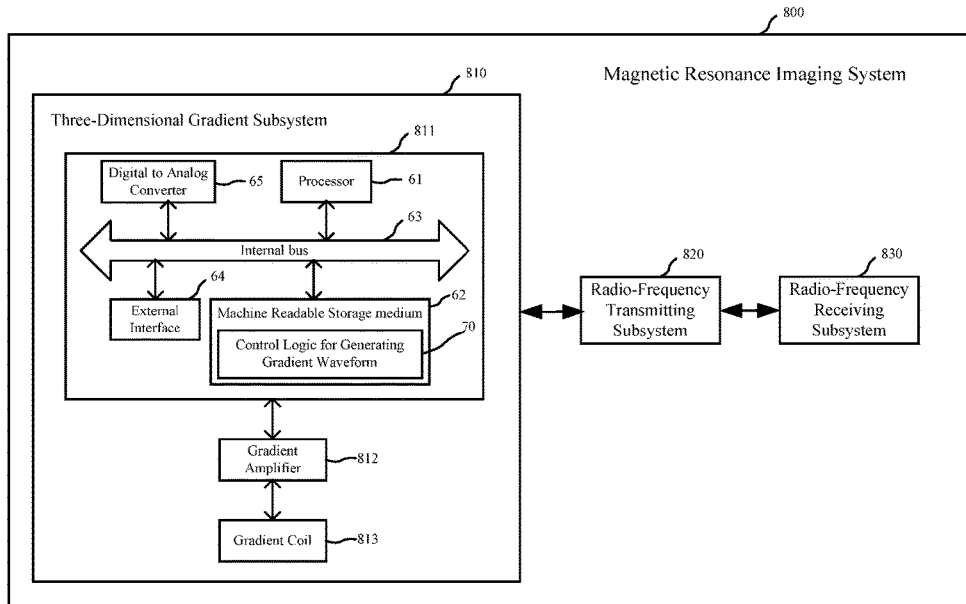 800
Magnetic Resonance Imaging System
810
Three-Dimensional Gradient Subsystem
811
Digital to Analog
Converter
65
Processor
61
63
Internal bus
64
External
Interface
62
Machine Readable Storage medium
70
Control Logic for Generating
Gradient Waveform
820
Radio-Frequency
Transmitting
Subsystem
830
Radio-Frequency
Receiving
Subsystem
Gradient
Amplifier
812
Gradient Coil
813